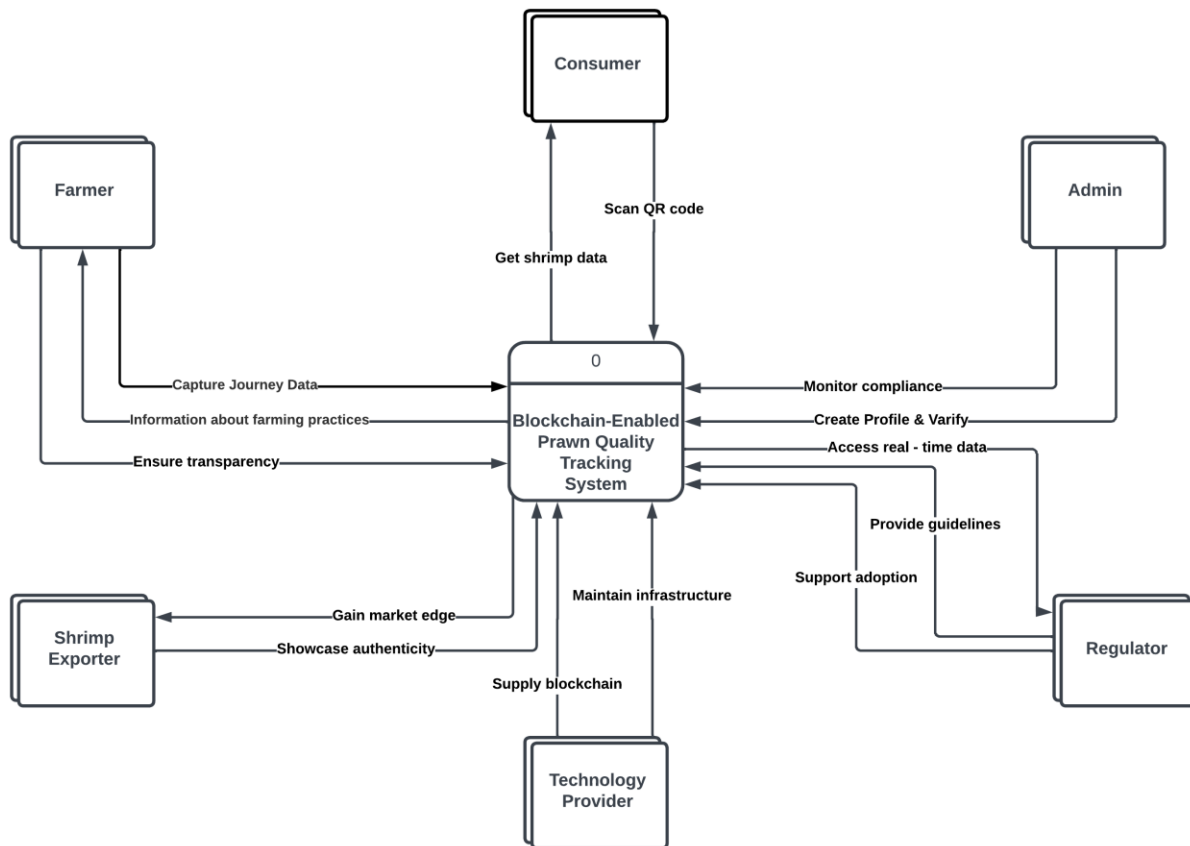 Consumer
Farmer
Admin
Scan QR code
Get shrimp data
0
Capture Journey Data
Monitor compliance
Information about farming practices
Blockchain-Enabled
Prawn Quality
Tracking
System
Create Profile & Varify
Access real - time data
Ensure transparency
Provide guidelines
Support adoption
Maintain infrastructure
Gain market edge
Shrimp
Exporter
Showcase authenticity
Regulator
Supply blockchain
Technology
Provider